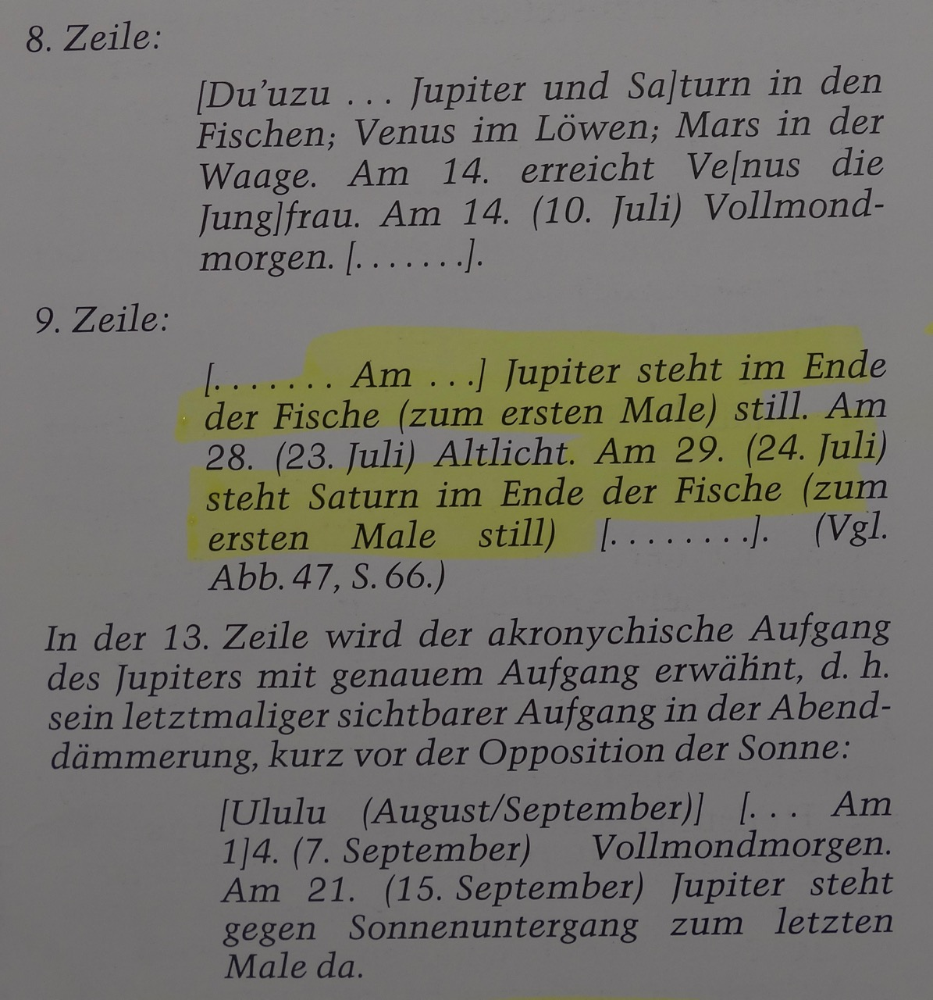 8. Zeile:
[Du’uzu ... Jupiter und Sa]turn in den
Fischen; Venus im Löwen; Mars in der
Waage. Am 14. erreicht Ve[nus die
Jung]frau. Am 14. (10. Juli) Vollmond-
morgen. [.......].
9. Zeile:
[....... Am ...] Jupiter steht im Ende
der Fische (zum ersten Male) still. Am
28. (23. Juli) Altlicht. Am 29. (24. Juli)
steht Saturn im Ende der Fische (zum
ersten Male still) [........]. (Vgl.
Abb. 47, S. 66.)
In der 13. Zeile wird der akronychische Aufgang
des Jupiters mit genauem Aufgang erwähnt, d. h.
sein letztmaliger sichtbarer Aufgang in der Abend-
dämmerung, kurz vor der Opposition der Sonne:
[Ululu (August/September)] [... Am
1]4. (7. September) Vollmondmorgen.
Am 21. (15. September) Jupiter steht
gegen Sonnenuntergang zum letzten
Male da.